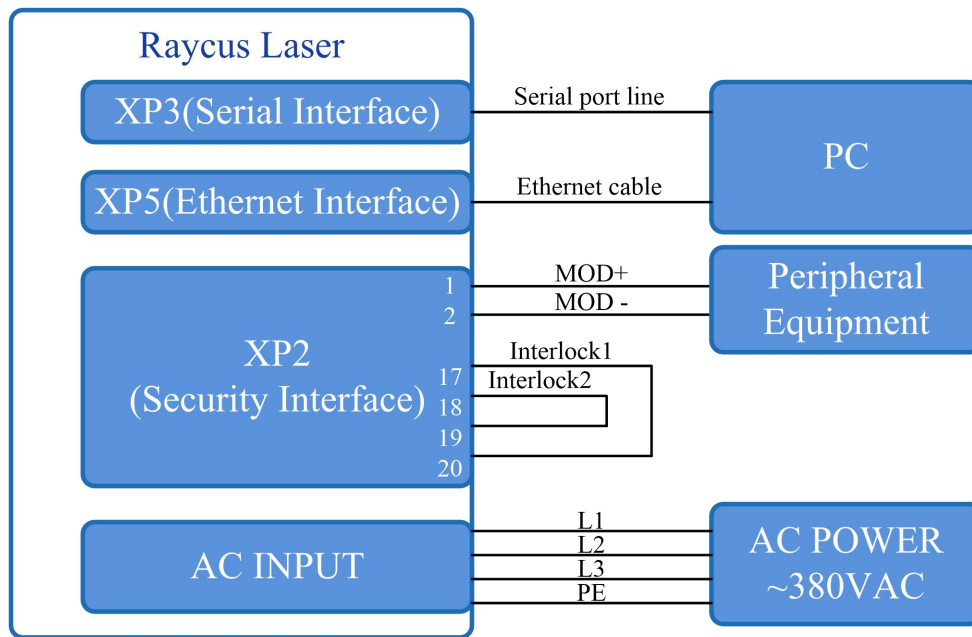 Raycus Laser
XP3(Serial Interface)
Serial port line
PC
XP5(Ethernet Interface)
Ethernet cable
1
MOD+
2
MOD -
Peripheral
Equipment
XP2
(Security Interface)
17
Interlock1
18
Interlock2
19
20
AC INPUT
L1
L2
L3
PE
AC POWER
~380VAC